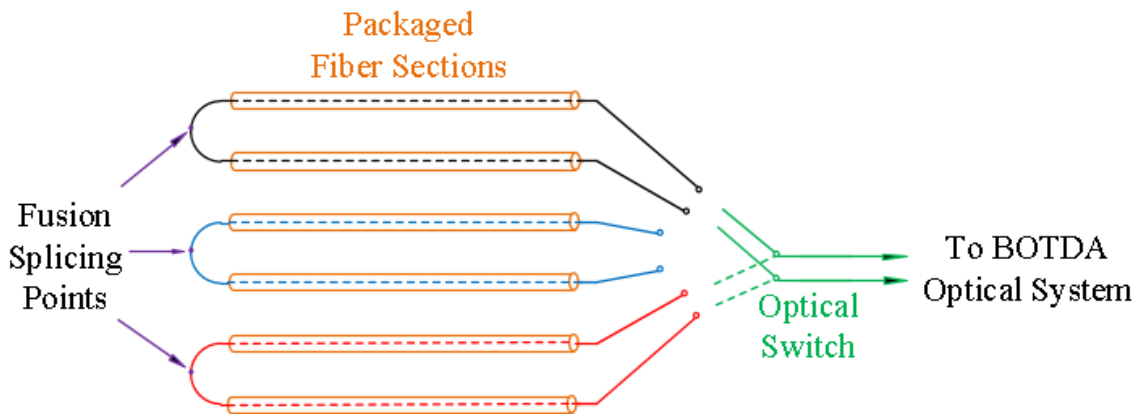 Packaged
Fiber Sections
Fusion
Splicing
Points
To BOTDA
Optical System
Optical
Switch